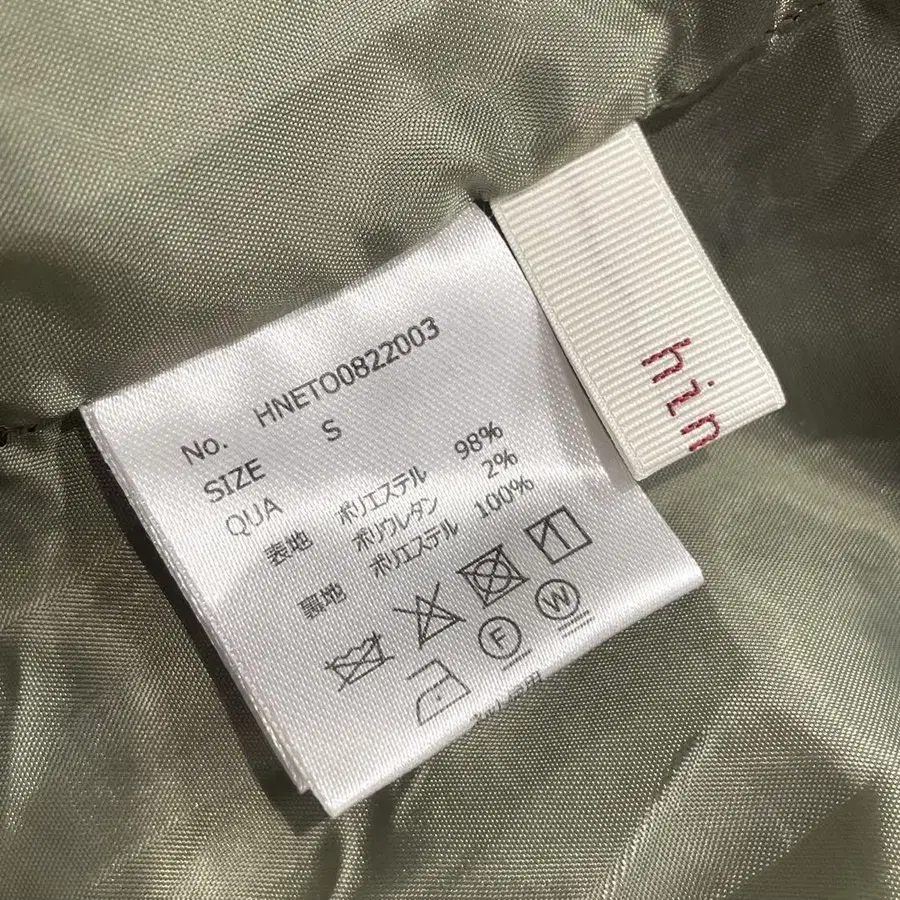 No. HNETO0822003
SIZE S
QUA
表地 ポリエステル 98%
ポリウレタン 2%
裏地 ポリエステル 100%
F W
hin